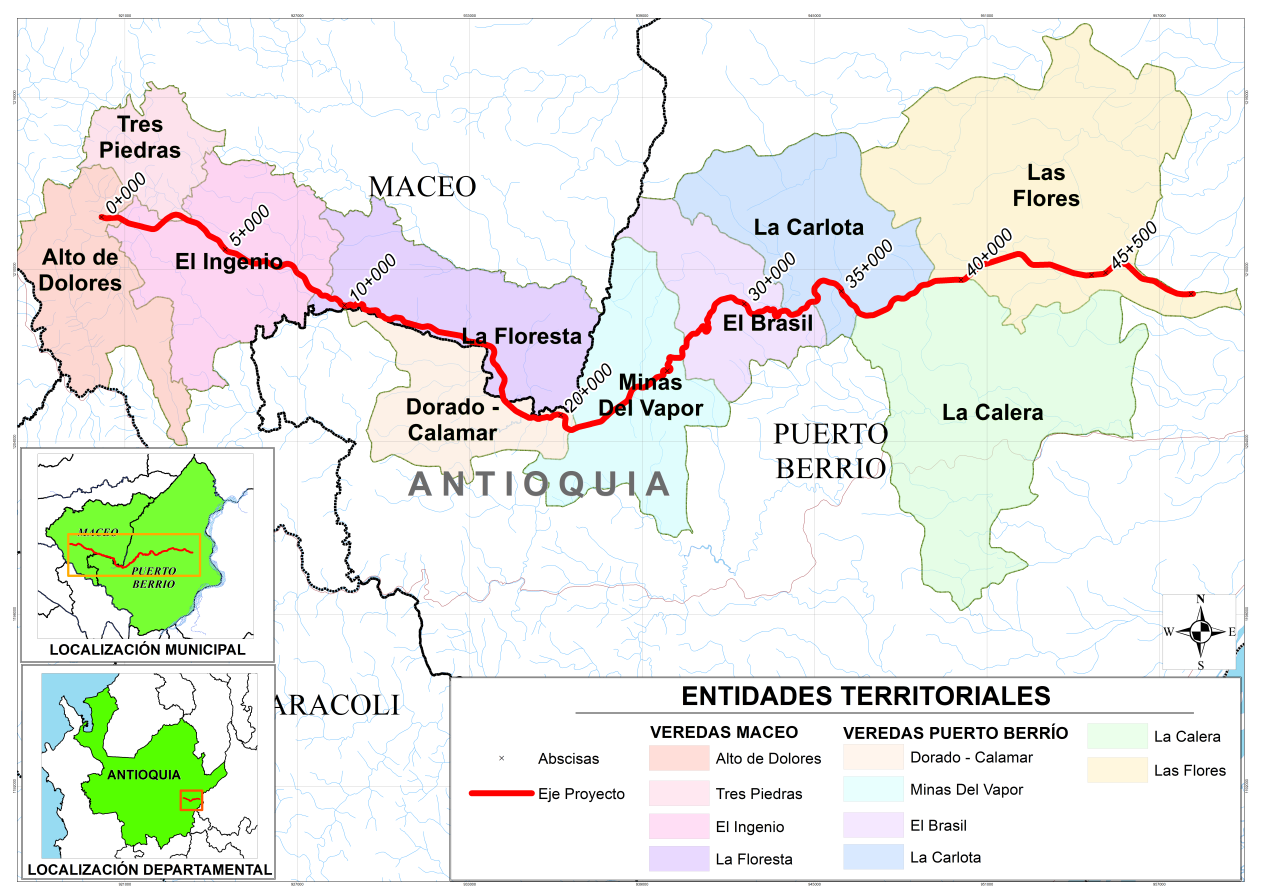 Tres
Piedras
0+000
Alto de
Dolores
5+000
El Ingenio
MACEO
10+000
La Floresta
Dorado -
Calamar
20+000
Minas
Del Vapor
ANTIOQUIA
La Carlota
30+000
35+000
El Brasil
PUERTO
BERRIO
Las
Flores
40+000
45+500
La Calera
N
W
E
S
MACEO
PUERTO
BERRIO
LOCALIZACIÓN MUNICIPAL
ANTIOQUIA
LOCALIZACIÓN DEPARTAMENTAL
ARACOLI
ENTIDADES TERRITORIALES
Abscisas
Eje Proyecto
VEREDAS MACEO
Alto de Dolores
Tres Piedras
El Ingenio
La Floresta
VEREDAS PUERTO BERRÍO
Dorado - Calamar
Minas Del Vapor
El Brasil
La Carlota
La Calera
Las Flores